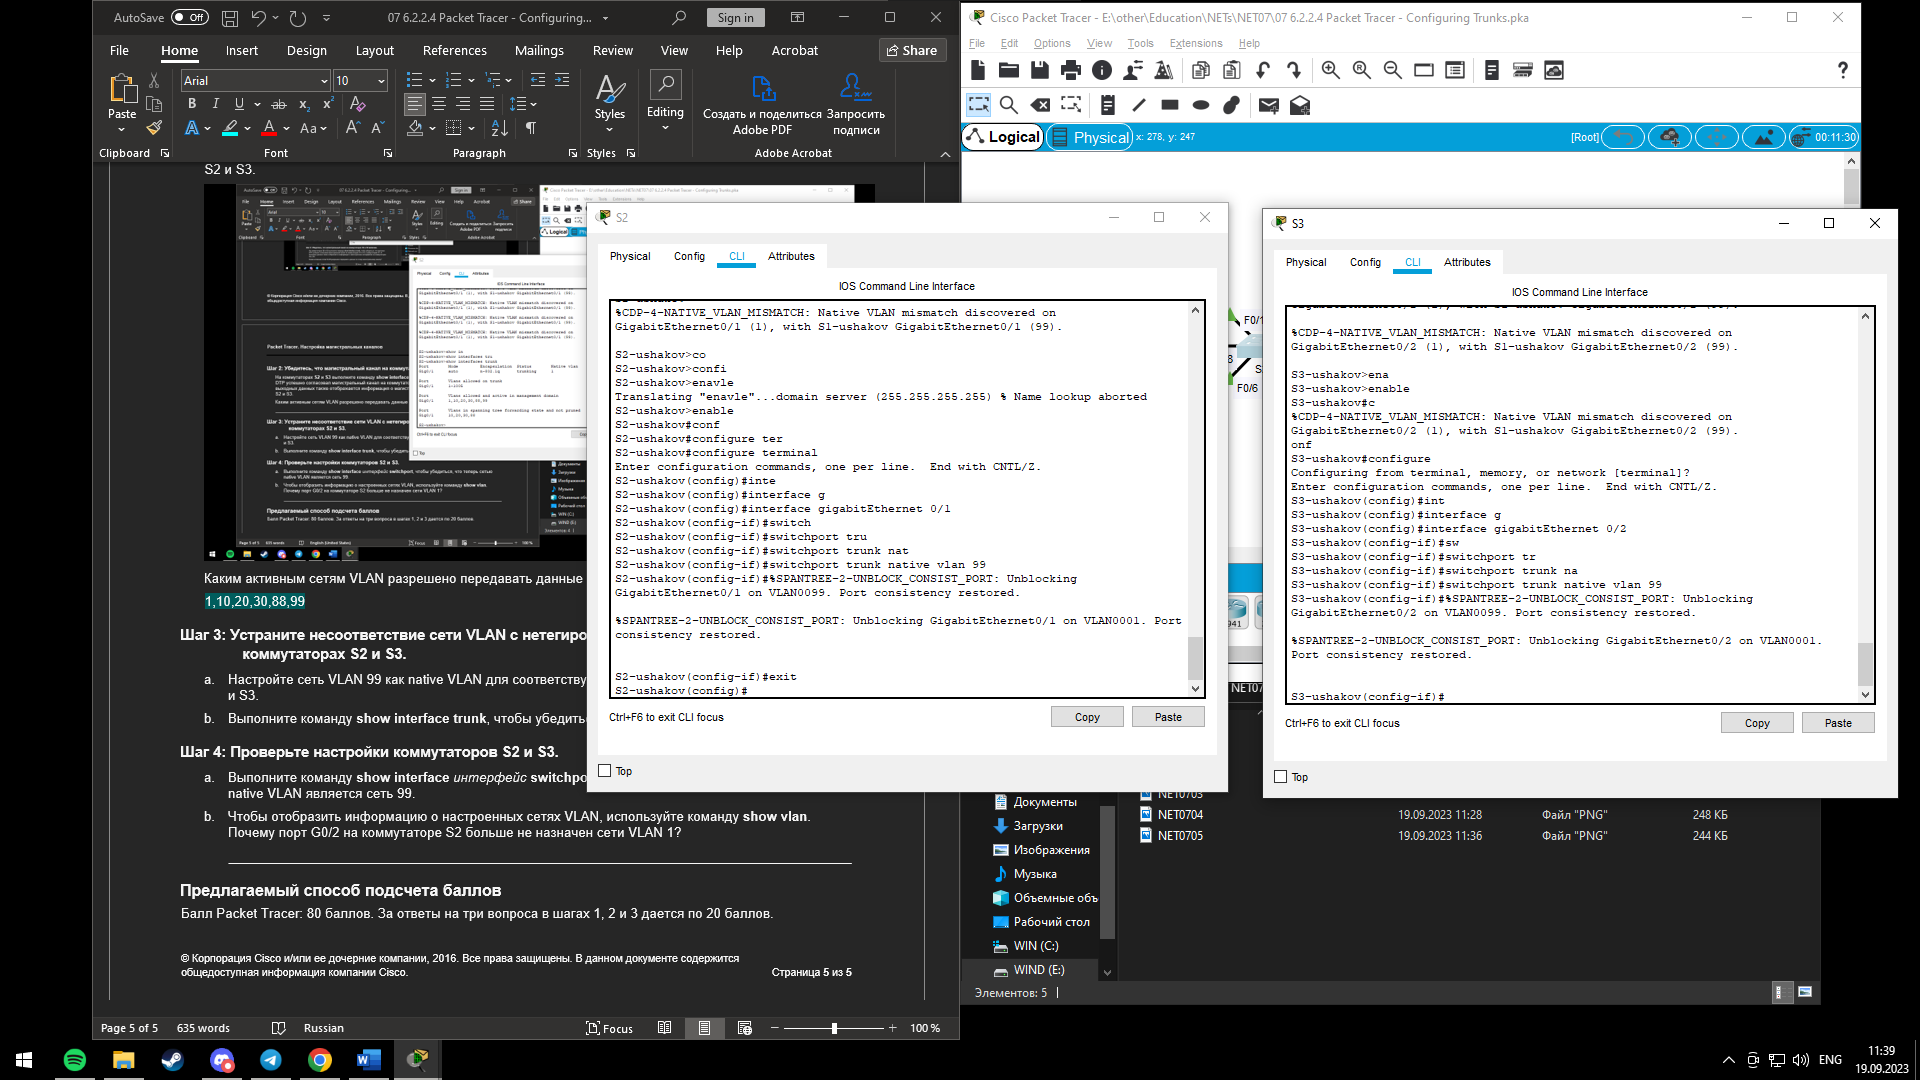 AutoSave
Off
07 6.2.2.4 Packet Tracer - Configuring...
Sign in
File
Home
Insert
Design
Layout
References
Mailings
Review
View
Help
Acrobat
Share
Paste
Arial
10
Styles
Editing
Создать и поделиться
Adobe PDF
Запросить
подписи
Clipboard
Font
Paragraph
Styles
Adobe Acrobat
S2 и S3.
Каким активным сетям VLAN разрешено передавать данные
1,10,20,30,88,99
Шаг 3: Устраните несоответствие сети VLAN с нетегиро
коммутаторах S2 и S3.
a. Настройте сеть VLAN 99 как native VLAN для соответству
и S3.
b. Выполните команду show interface trunk, чтобы убедить
Шаг 4: Проверьте настройки коммутаторов S2 и S3.
a. Выполните команду show interface интерфейс switchpo
native VLAN является сеть 99.
b. Чтобы отобразить информацию о настроенных сетях VLAN, используйте команду show vlan.
Почему порт G0/2 на коммутаторе S2 больше не назначен сети VLAN 1?
Предлагаемый способ подсчета баллов
Балл Packet Tracer: 80 баллов. За ответы на три вопроса в шагах 1, 2 и 3 дается по 20 баллов.
© Корпорация Cisco и/или ее дочерние компании, 2016. Все права защищены. В данном документе содержится
общедоступная информация компании Cisco.
Страница 5 из 5
Page 5 of 5
635 words
Russian
Focus
100 %
Cisco Packet Tracer - E:\other\Education\NETs\NET07\07 6.2.2.4 Packet Tracer - Configuring Trunks.pka
File
Edit
Options
View
Tools
Extensions
Help
Logical
Physical
x: 278, y: 247
[Root]
00:11:30
S2
Physical
Config
CLI
Attributes
IOS Command Line Interface
%CDP-4-NATIVE_VLAN_MISMATCH: Native VLAN mismatch discovered on
GigabitEthernet0/1 (1), with S1-ushakov GigabitEthernet0/1 (99).
S2-ushakov>co
S2-ushakov>confi
S2-ushakov>enavle
Translating "enavle"...domain server (255.255.255.255) % Name lookup aborted
S2-ushakov>enable
S2-ushakov#conf
S2-ushakov#configure ter
S2-ushakov#configure terminal
Enter configuration commands, one per line.  End with CNTL/Z.
S2-ushakov(config)#inte
S2-ushakov(config)#interface g
S2-ushakov(config)#interface gigabitEthernet 0/1
S2-ushakov(config-if)#switch
S2-ushakov(config-if)#switchport tru
S2-ushakov(config-if)#switchport trunk nat
S2-ushakov(config-if)#switchport trunk native vlan 99
S2-ushakov(config-if)#%SPANTREE-2-UNBLOCK_CONSIST_PORT: Unblocking
GigabitEthernet0/1 on VLAN0099. Port consistency restored.
%SPANTREE-2-UNBLOCK_CONSIST_PORT: Unblocking GigabitEthernet0/1 on VLAN0001. Port
consistency restored.
S2-ushakov(config-if)#exit
S2-ushakov(config)#
Ctrl+F6 to exit CLI focus
Copy
Paste
Top
F0/1
F0/6
S3
Physical
Config
CLI
Attributes
IOS Command Line Interface
%CDP-4-NATIVE_VLAN_MISMATCH: Native VLAN mismatch discovered on
GigabitEthernet0/2 (1), with S1-ushakov GigabitEthernet0/2 (99).
S3-ushakov>ena
S3-ushakov>enable
S3-ushakov#c
%CDP-4-NATIVE_VLAN_MISMATCH: Native VLAN mismatch discovered on
GigabitEthernet0/2 (1), with S1-ushakov GigabitEthernet0/2 (99).
onf
S3-ushakov#configure
Configuring from terminal, memory, or network [terminal]?
Enter configuration commands, one per line.  End with CNTL/Z.
S3-ushakov(config)#int
S3-ushakov(config)#interface g
S3-ushakov(config)#interface gigabitEthernet 0/2
S3-ushakov(config-if)#sw
S3-ushakov(config-if)#switchport tr
S3-ushakov(config-if)#switchport trunk na
S3-ushakov(config-if)#switchport trunk native vlan 99
S3-ushakov(config-if)#%SPANTREE-2-UNBLOCK_CONSIST_PORT: Unblocking
GigabitEthernet0/2 on VLAN0099. Port consistency restored.
%SPANTREE-2-UNBLOCK_CONSIST_PORT: Unblocking GigabitEthernet0/2 on VLAN0001.
Port consistency restored.
S3-ushakov(config-if)#
Ctrl+F6 to exit CLI focus
Copy
Paste
Top
Документы
Загрузки
Изображения
Музыка
Объемные объ
Рабочий стол
WIN (C:)
WIND (E:)
NET0703
NET0704 19.09.2023 11:28 Файл "PNG" 248 КБ
NET0705 19.09.2023 11:36 Файл "PNG" 244 КБ
Элементов: 5
ENG
11:39
19.09.2023